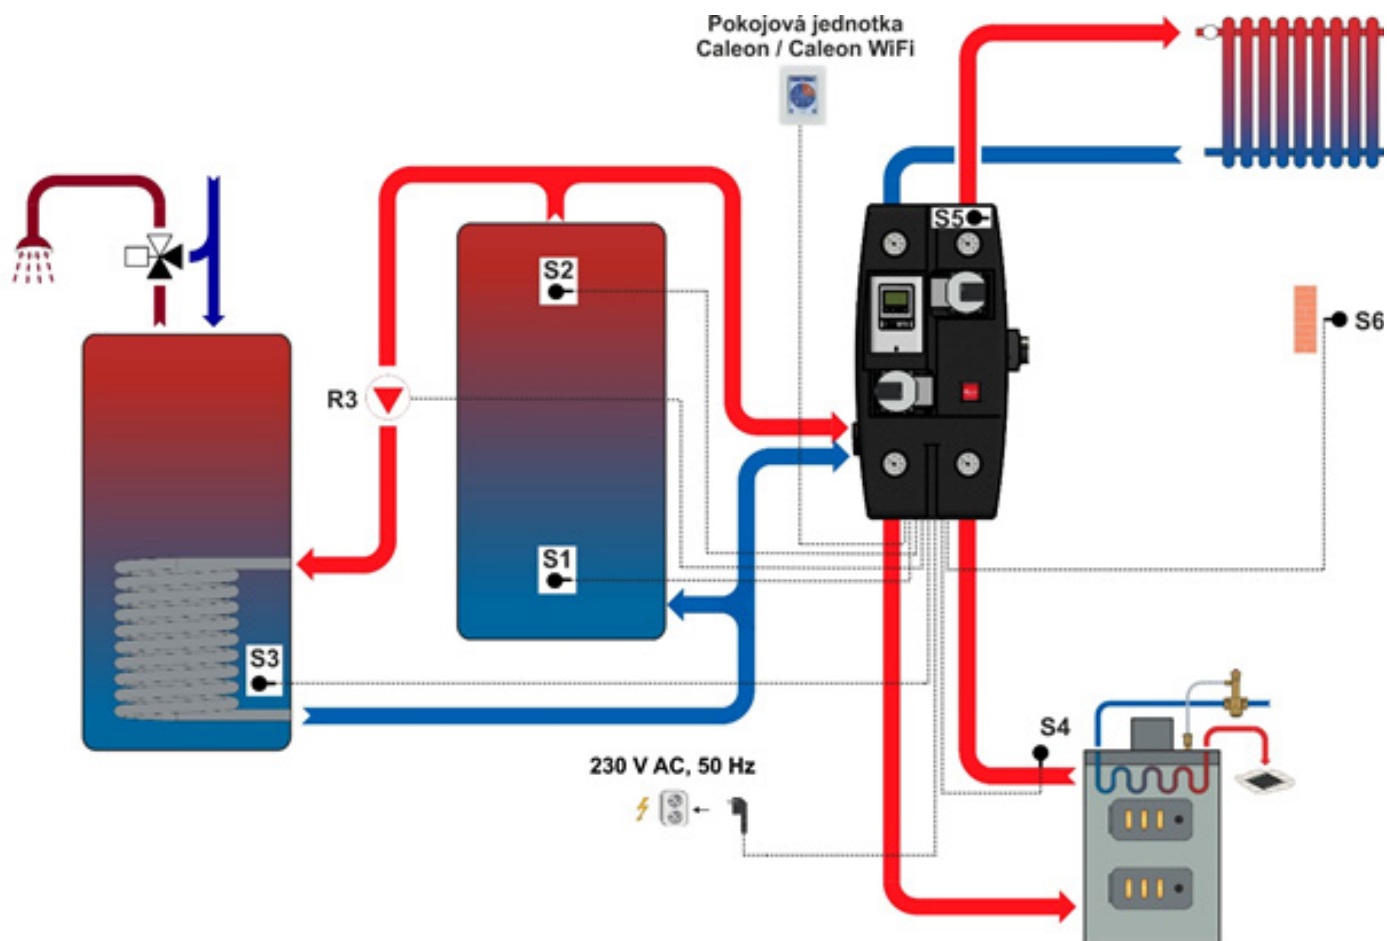 Pokojová jednotka
Caleon / Caleon WiFi
S5
S2
S6
R3
S1
S3
S4
230 V AC, 50 Hz